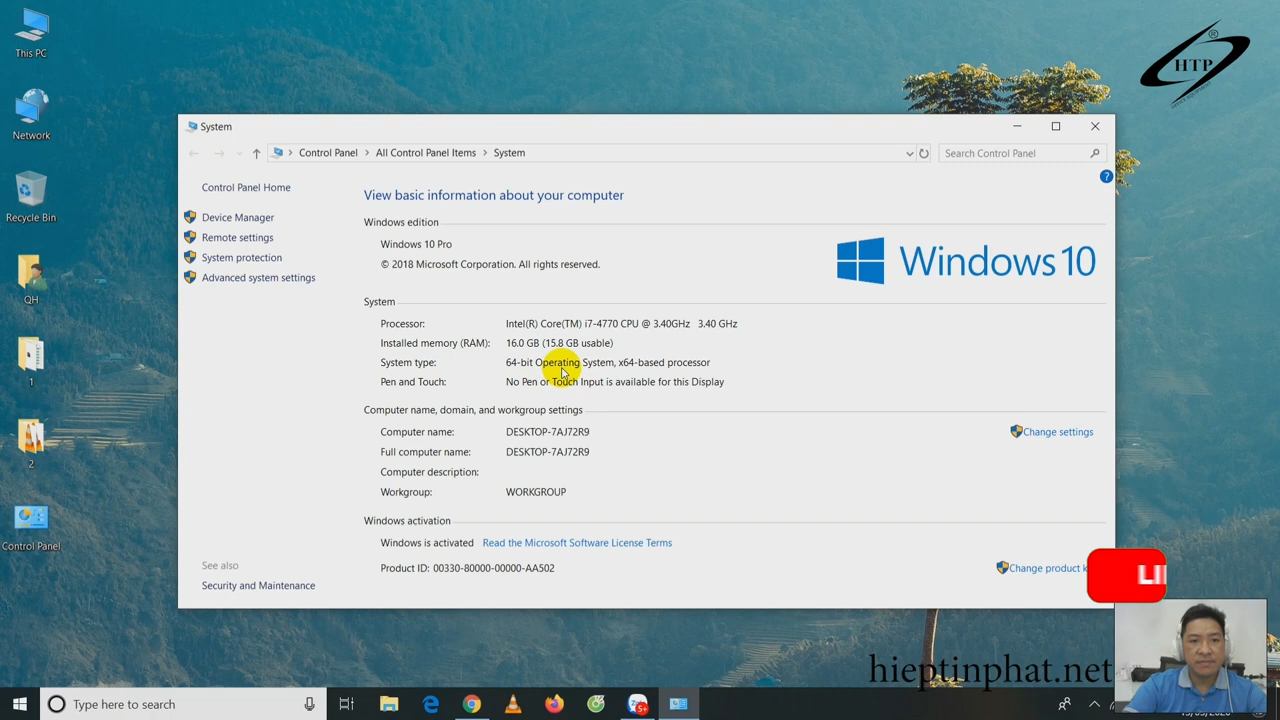 This PC
Network
Recycle Bin
QH
1
2
Control Panel
HTP
®
System
Control Panel > All Control Panel Items > System
Search Control Panel
?
Control Panel Home
Device Manager
Remote settings
System protection
Advanced system settings
See also
Security and Maintenance
View basic information about your computer
Windows edition
Windows 10 Pro
© 2018 Microsoft Corporation. All rights reserved.
Windows 10
System
Processor: Intel(R) Core(TM) i7-4770 CPU @ 3.40GHz 3.40 GHz
Installed memory (RAM): 16.0 GB (15.8 GB usable)
System type: 64-bit Operating System, x64-based processor
Pen and Touch: No Pen or Touch Input is available for this Display
Computer name, domain, and workgroup settings
Computer name: DESKTOP-7AJ72R9
Change settings
Full computer name: DESKTOP-7AJ72R9
Computer description:
Workgroup: WORKGROUP
Windows activation
Windows is activated Read the Microsoft Software License Terms
Product ID: 00330-80000-00000-AA502
Change product k
hieptinphat.net
Type here to search
5+